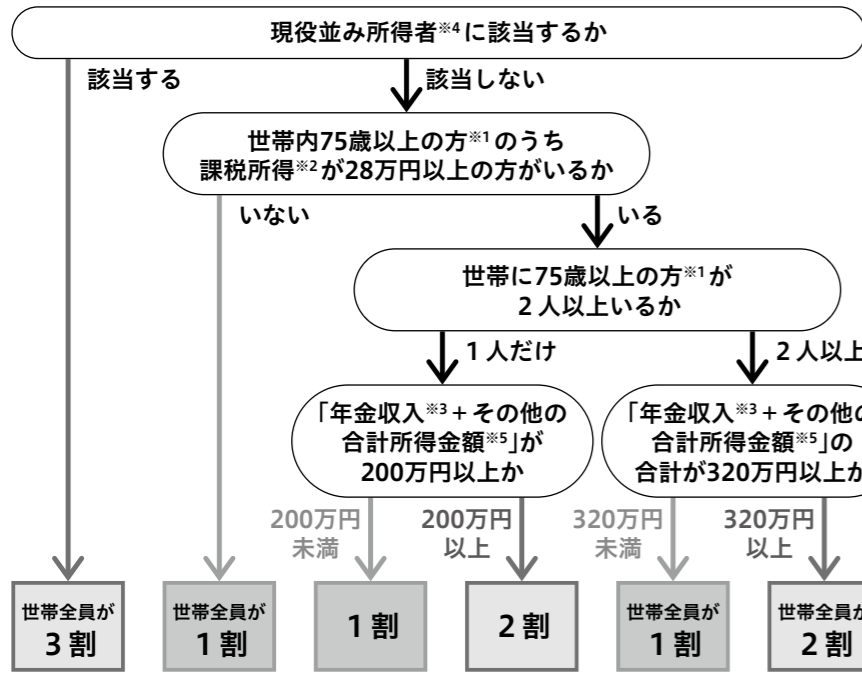 現役並み所得者※4に該当するか
該当する
該当しない
世帯内75歳以上の方※1のうち
課税所得※2が28万円以上の方がいるか
いない
いる
世帯に75歳以上の方※1が
2人以上いるか
1人だけ
2人以上
「年金収入※3+その他の
合計所得金額※5」が
200万円以上か
「年金収入※3+その他の
合計所得金額※5」の
合計が320万円以上か
200万円
未満
200万円
以上
320万円
未満
320万円
以上
世帯全員が
3割
世帯全員が
1割
1割
2割
世帯全員が
1割
世帯全員が
2割